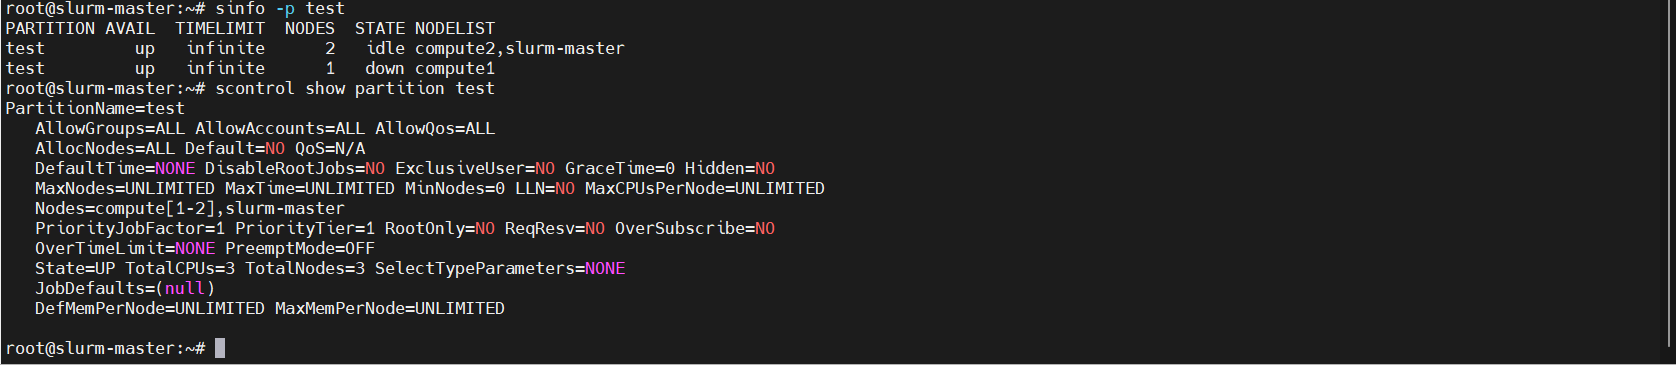 root@slurm-master:~# sinfo -p test
PARTITION AVAIL  TIMELIMIT  NODES  STATE NODELIST
test         up   infinite      2   idle compute2,slurm-master
test         up   infinite      1   down compute1
root@slurm-master:~# scontrol show partition test
PartitionName=test
   AllowGroups=ALL AllowAccounts=ALL AllowQos=ALL
   AllocNodes=ALL Default=NO QoS=N/A
   DefaultTime=NONE DisableRootJobs=NO ExclusiveUser=NO GraceTime=0 Hidden=NO
   MaxNodes=UNLIMITED MaxTime=UNLIMITED MinNodes=0 LLN=NO MaxCPUsPerNode=UNLIMITED
   Nodes=compute[1-2],slurm-master
   PriorityJobFactor=1 PriorityTier=1 RootOnly=NO ReqResv=NO OverSubscribe=NO
   OverTimeLimit=NONE PreemptMode=OFF
   State=UP TotalCPUs=3 TotalNodes=3 SelectTypeParameters=NONE
   JobDefaults=(null)
   DefMemPerNode=UNLIMITED MaxMemPerNode=UNLIMITED
root@slurm-master:~#